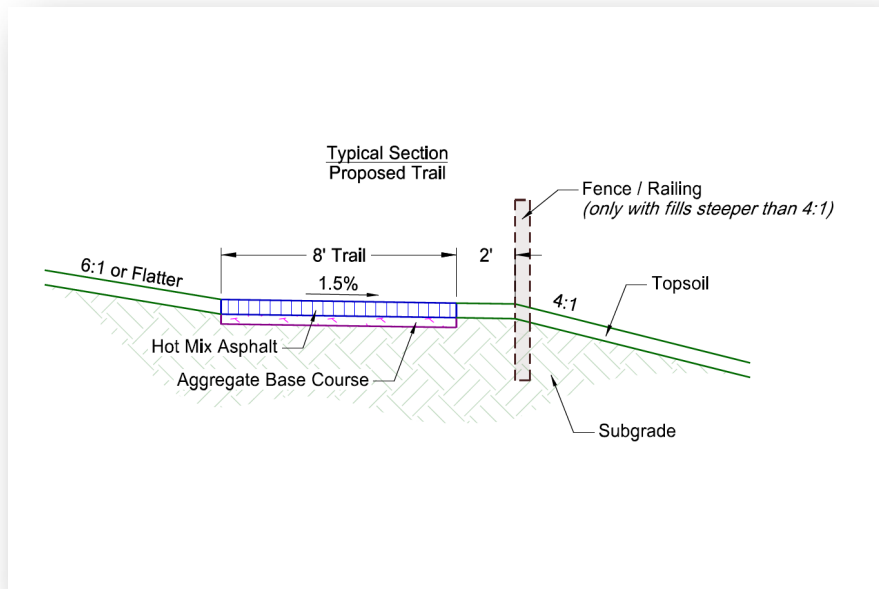 Typical Section
Proposed Trail
Fence / Railing
(only with fills steeper than 4:1)
8' Trail
2'
6:1 or Flatter
1.5%
Topsoil
4:1
Hot Mix Asphalt
Aggregate Base Course
Subgrade